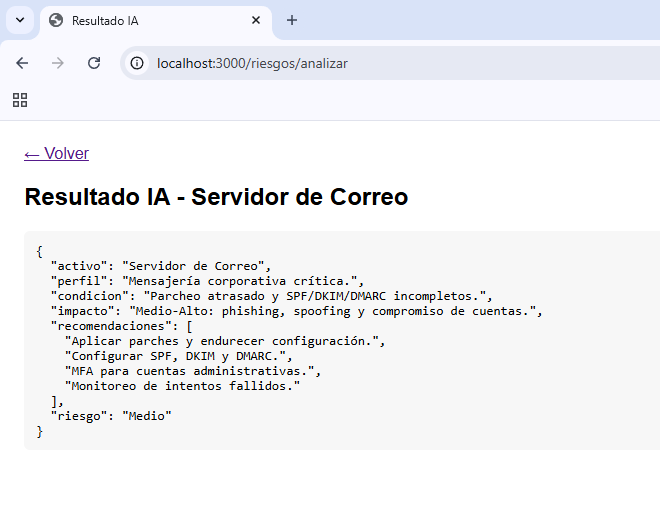 Resultado IA
localhost:3000/riesgos/analizar
← Volver
Resultado IA - Servidor de Correo
{
  "activo": "Servidor de Correo",
  "perfil": "Mensajería corporativa crítica.",
  "condicion": "Parcheo atrasado y SPF/DKIM/DMARC incompletos.",
  "impacto": "Medio-Alto: phishing, spoofing y compromiso de cuentas.",
  "recomendaciones": [
    "Aplicar parches y endurecer configuración.",
    "Configurar SPF, DKIM y DMARC.",
    "MFA para cuentas administrativas.",
    "Monitoreo de intentos fallidos."
  ],
  "riesgo": "Medio"
}